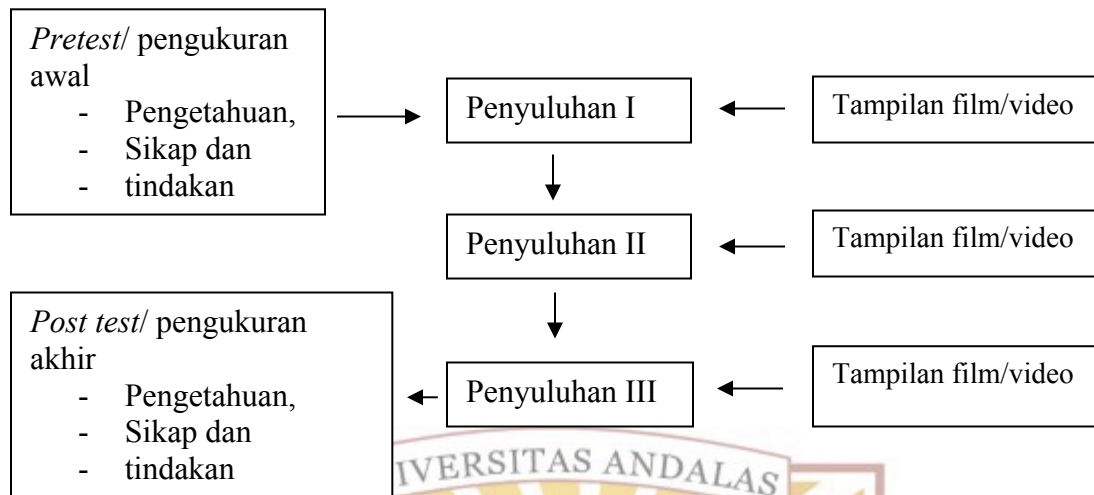 Pretest/ pengukuran
awal
- Pengetahuan,
- Sikap dan
- tindakan
Penyuluhan I
Tampilan film/video
Penyuluhan II
Tampilan film/video
Penyuluhan III
Tampilan film/video
Post test/ pengukuran
akhir
- Pengetahuan,
- Sikap dan
- tindakan
IVERSITAS ANDALAS